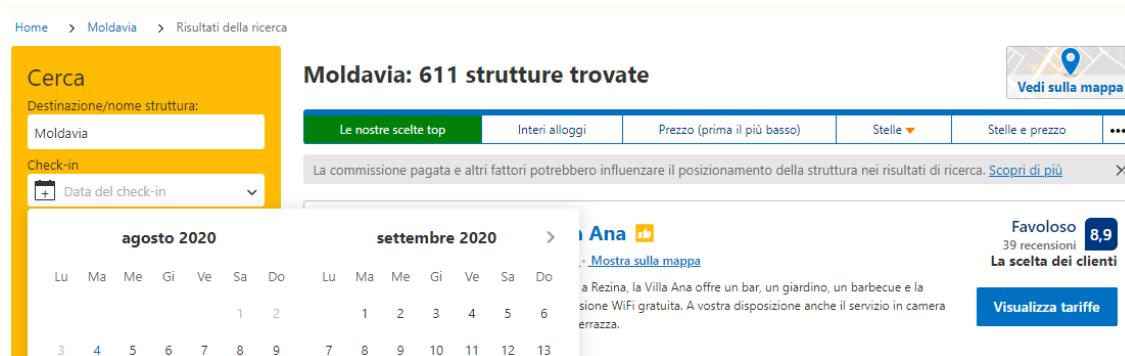 Home > Moldavia > Risultati della ricerca
Cerca
Destinazione/nome struttura:
Moldavia
Check-in
Data del check-in
agosto 2020
Lu Ma Me Gi Ve Sa Do
1 2
3 4 5 6 7 8 9
settembre 2020
Lu Ma Me Gi Ve Sa Do
1 2 3 4 5 6
7 8 9 10 11 12 13
Moldavia: 611 strutture trovate
Vedi sulla mappa
Le nostre scelte top
Interi alloggi
Prezzo (prima il più basso)
Stelle
Stelle e prezzo
La commissione pagata e altri fattori potrebbero influenzare il posizionamento della struttura nei risultati di ricerca. Scopri di più
Ana
Mostra sulla mappa
a Rezina, la Villa Ana offre un bar, un giardino, un barbecue e la
sione WiFi gratuita. A vostra disposizione anche il servizio in camera
errazza.
Favoloso
39 recensioni
8,9
La scelta dei clienti
Visualizza tariffe